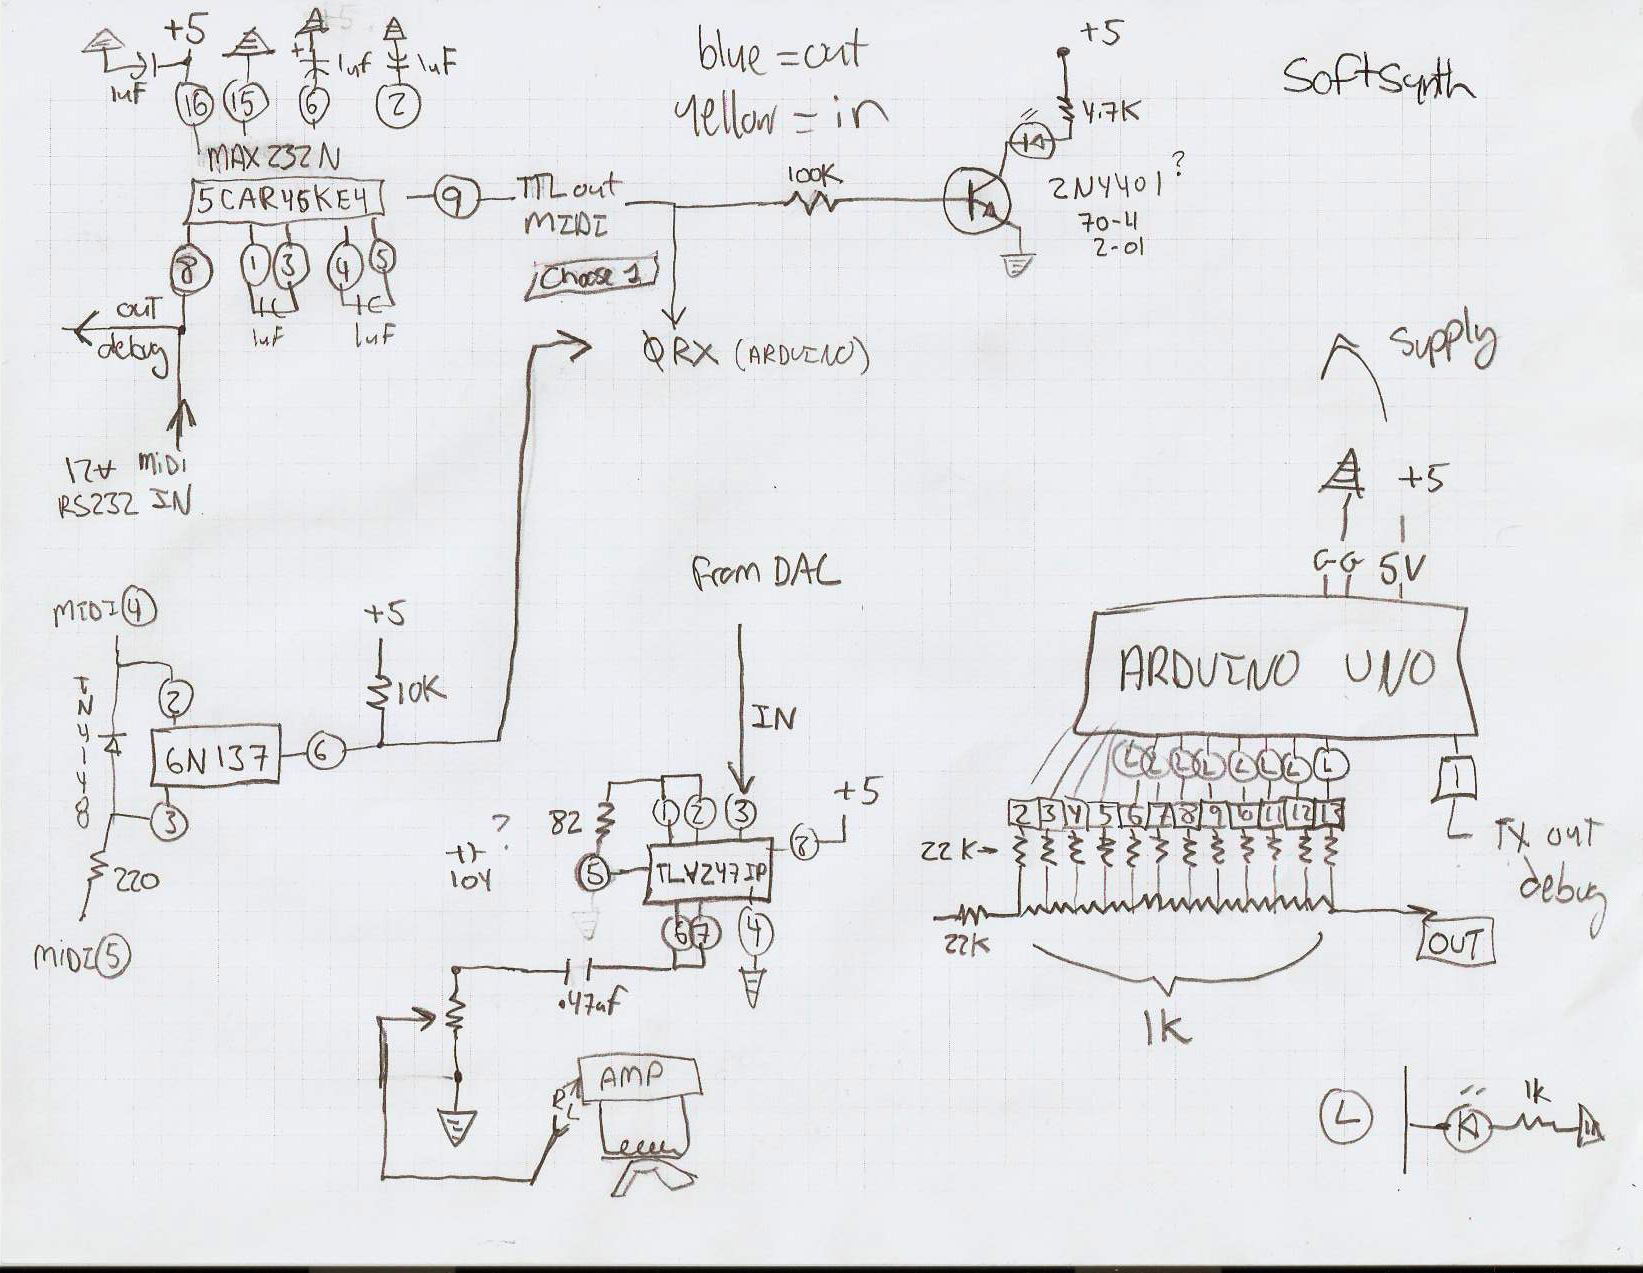 +5
1uF
1uf
1uF
16
15
6
2
MAX232N
5CAR46KE4
8
1
3
4
5
1uF
1uF
9
TTL out
MIDI
Choose 1
out
debug
12V MIDI
RS232 IN
blue = out
yellow = in
100K
+5
4.7K
2N4401?
70-4
2-01
SoftSynth
0RX (ARDUINO)
Supply
+5
G G 5V
ARDUINO UNO
L L L L L L L L
2 3 4 5 6 7 8 9 10 11 12 13
22K
22K
1K
OUT
1
TX out
debug
L
1K
MIDI 4
1N4148
2
6N137
6
3
220
MIDI 5
+5
10K
From DAC
IN
+5
82
?
104
?
1
2
3
8
5
TLV247IP
6
7
4
.47uF
AMP
R
L